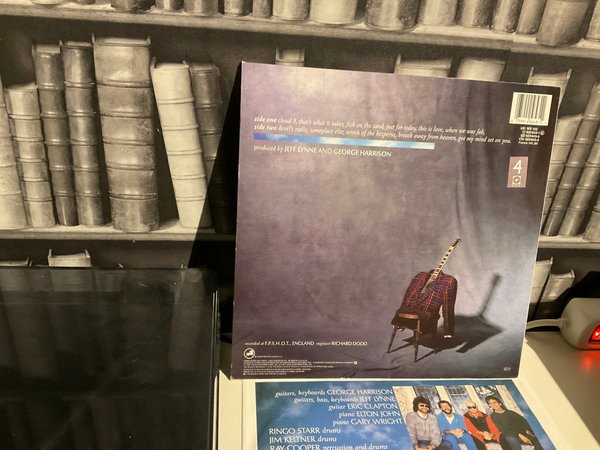 side one cloud 9, that's what it takes, fish on the sand, just for today, this is love, when we was fab,
side two devil's radio, someplace else, wreck of the hesperus, breath away from heaven, got my mind set on you.
produced by JEFF LYNNE AND GEORGE HARRISON
4
recorded at F.P.S.H.O.T., ENGLAND. engineer RICHARD DODD
guitars, keyboards GEORGE HARRISON
guitars, bass, keyboards JEFF LYNNE
guitar ERIC CLAPTON
piano ELTON JOHN
piano GARY WRIGHT
RINGO STARR drums
JIM KELTNER drums
RAY COOPER percussion and drums